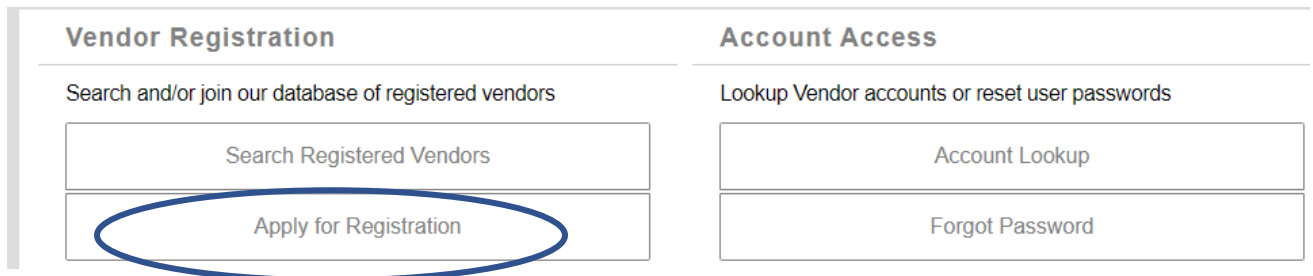 Vendor Registration
Search and/or join our database of registered vendors
Search Registered Vendors
Apply for Registration
Account Access
Lookup Vendor accounts or reset user passwords
Account Lookup
Forgot Password